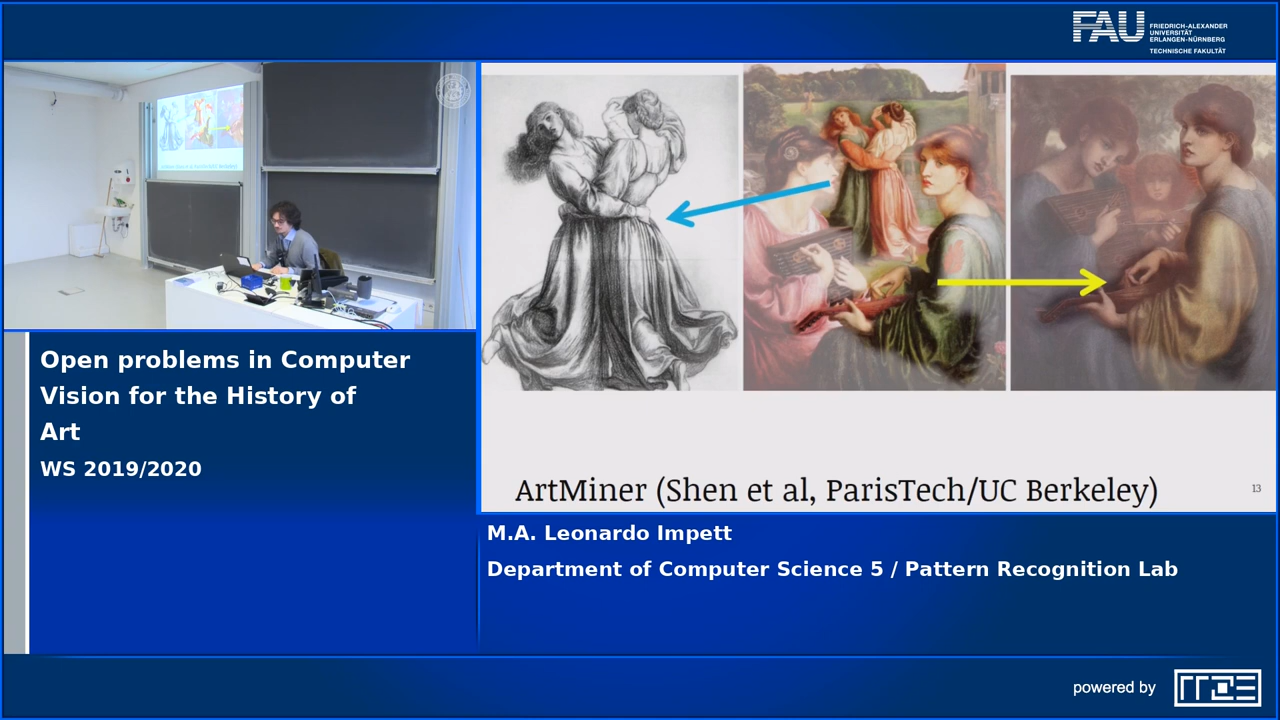 FAU
FRIEDRICH-ALEXANDER
UNIVERSITÄT
ERLANGEN-NÜRNBERG
TECHNISCHE FAKULTÄT
ArtMiner (Shen et al, ParisTech/UC Berkeley)
13
Open problems in Computer
Vision for the History of
Art
WS 2019/2020
M.A. Leonardo Impett
Department of Computer Science 5 / Pattern Recognition Lab
powered by
rrze